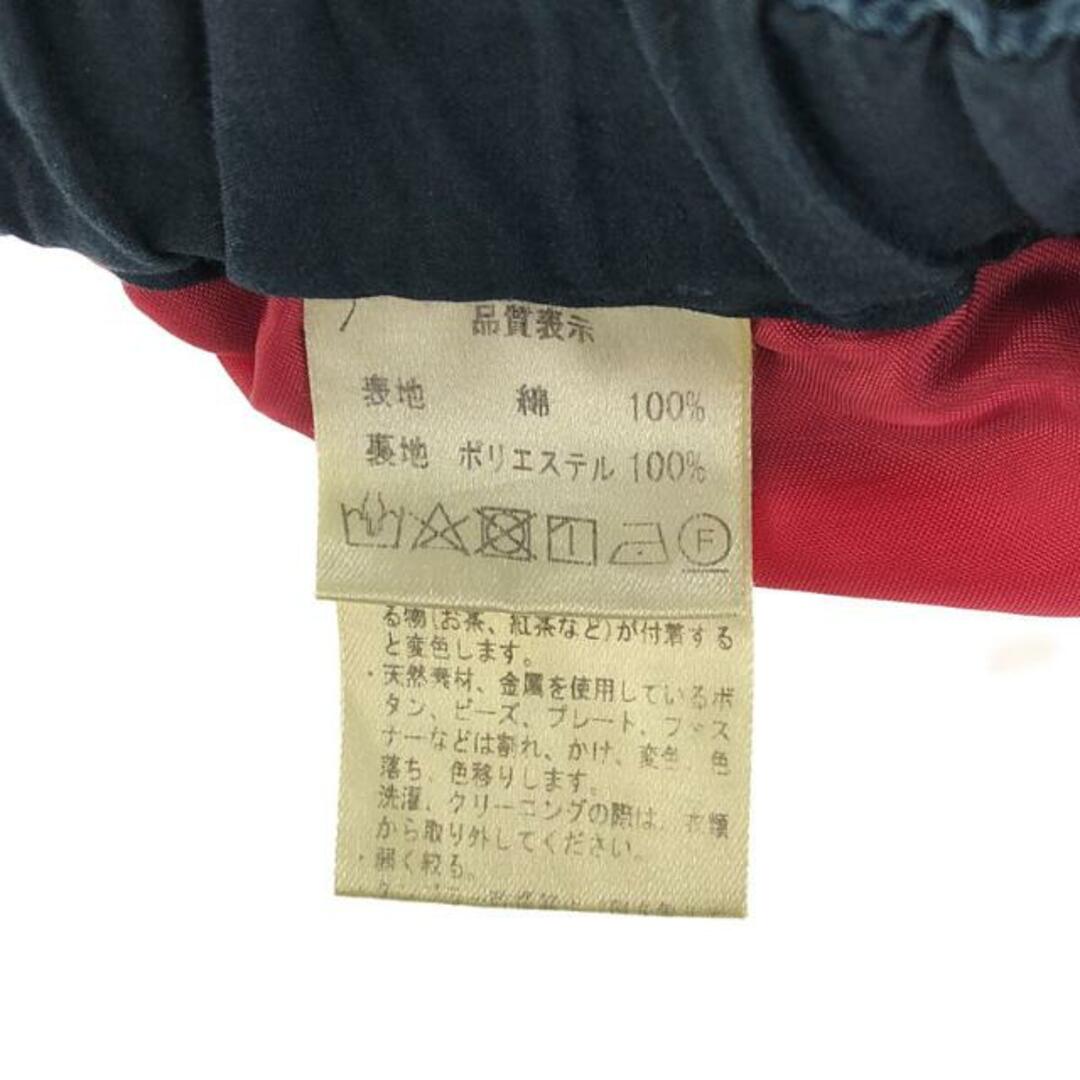 品質表示
表地 綿 100%
裏地 ポリエステル 100%
F
る物(お茶、紅茶など)が付着する
と変色します。
・天然素材、金属を使用しているボ
タン、ビーズ、プレート、ファス
ナーなどは割れ、かけ、変色、色
落ち、色移りします。
洗濯、クリーニングの際は、衣類
から取り外してください。
・弱く絞る。